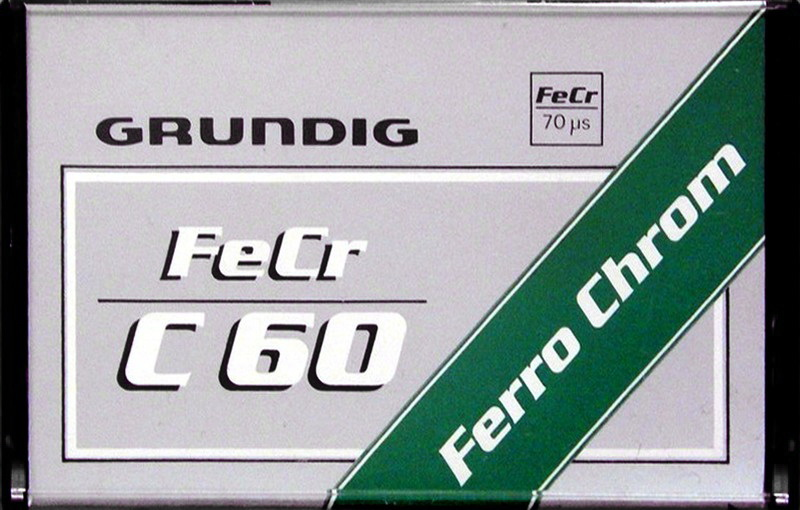 FeCr
70 µs
GRUNDIG
FeCr
C 60
Ferro Chrom